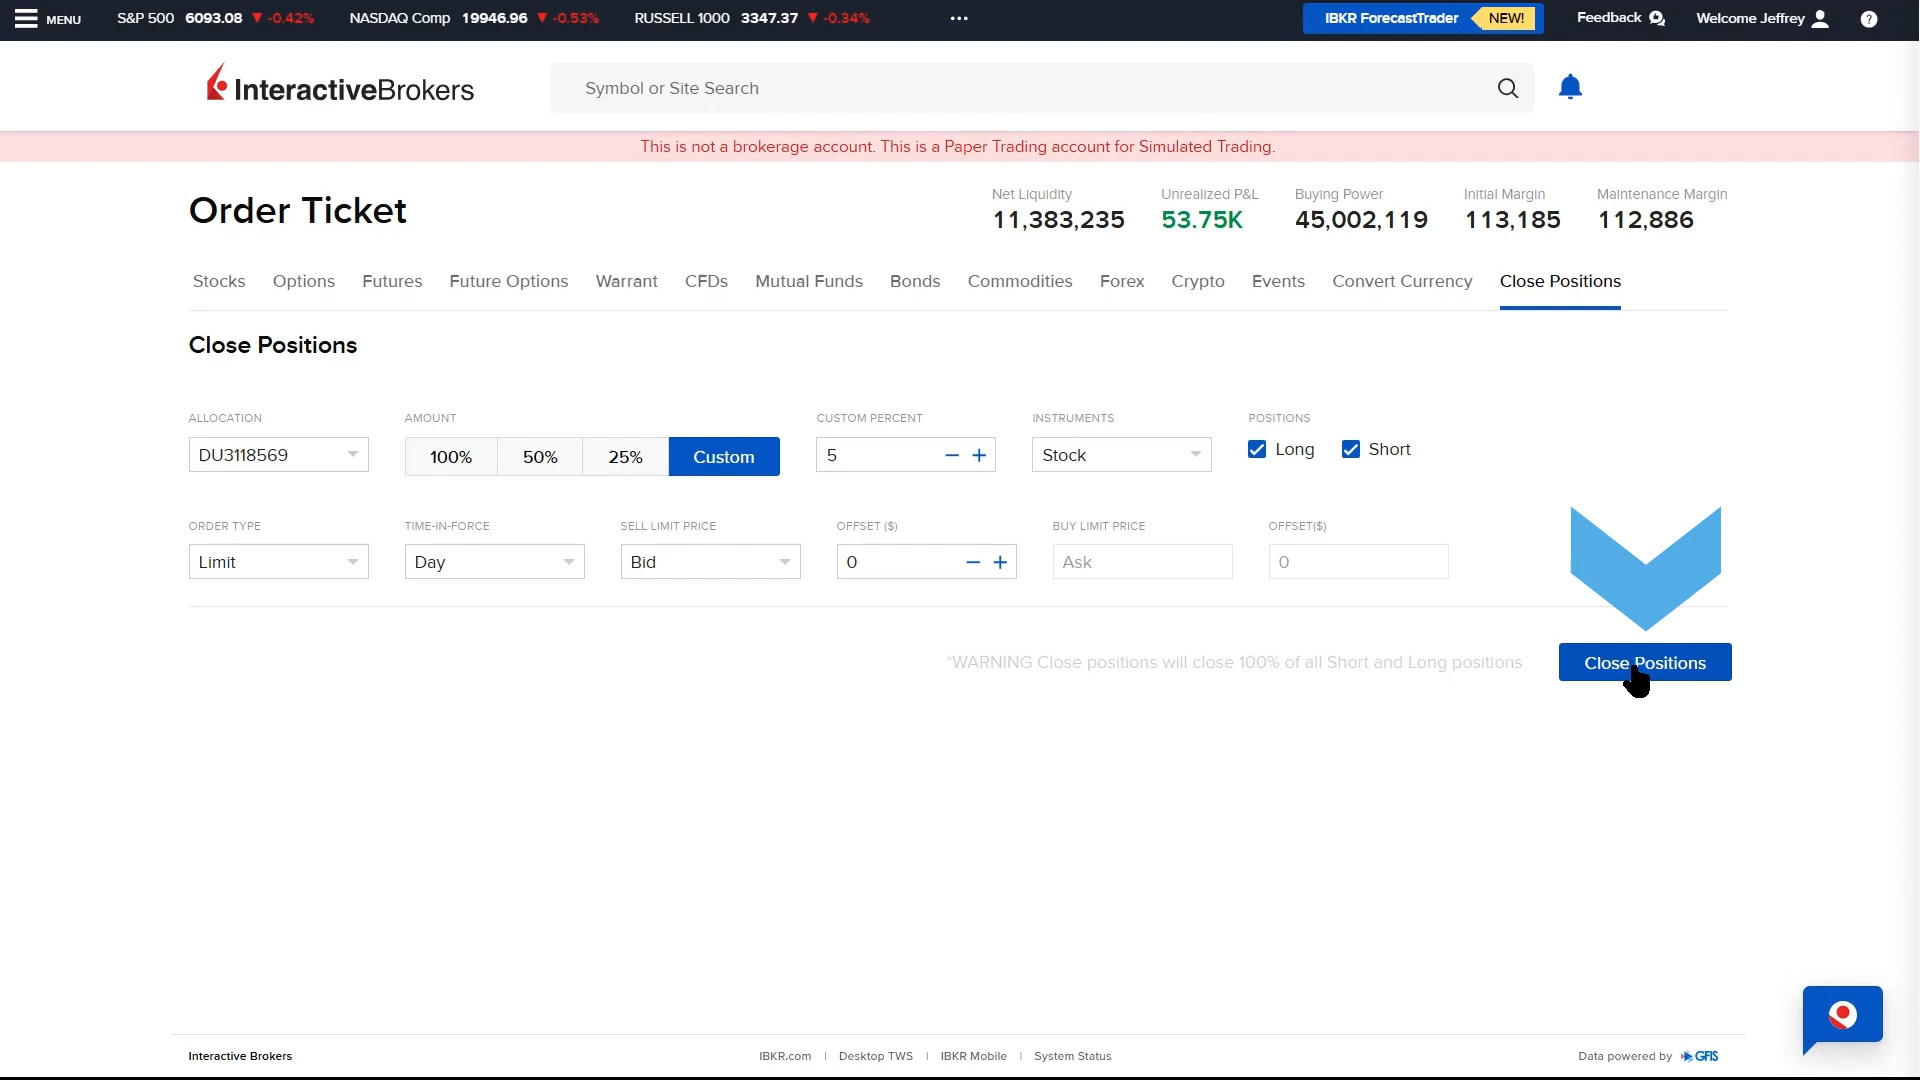 MENU S&P 500 6093.08 ▼ -0.42% NASDAQ Comp 19946.96 ▼ -0.53% RUSSELL 1000 3347.37 ▼ -0.34% ••• IBKR ForecastTrader NEW! Feedback Welcome Jeffrey ?
InteractiveBrokers Symbol or Site Search
This is not a brokerage account. This is a Paper Trading account for Simulated Trading.
Order Ticket
Net Liquidity Unrealized P&L Buying Power Initial Margin Maintenance Margin
11,383,235 53.75K 45,002,119 113,185 112,886
Stocks Options Futures Future Options Warrant CFDs Mutual Funds Bonds Commodities Forex Crypto Events Convert Currency Close Positions
Close Positions
ALLOCATION AMOUNT CUSTOM PERCENT INSTRUMENTS POSITIONS
DU3118569 100% 50% 25% Custom 5 − + Stock Long Short
ORDER TYPE TIME-IN-FORCE SELL LIMIT PRICE OFFSET ($) BUY LIMIT PRICE OFFSET($)
Limit Day Bid 0 − + Ask 0
*WARNING Close positions will close 100% of all Short and Long positions Close Positions
Interactive Brokers IBKR.com | Desktop TWS | IBKR Mobile | System Status Data powered by GFIS